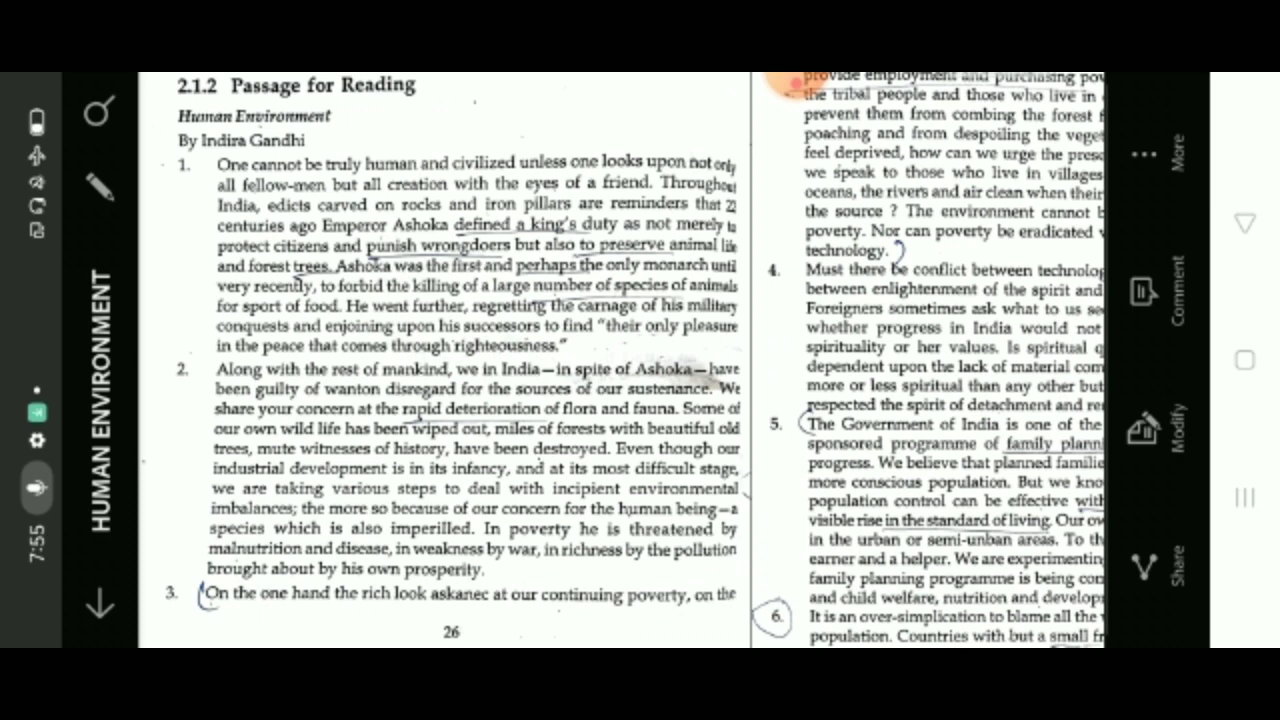 2.1.2 Passage for Reading
Human Environment
By Indira Gandhi
1. One cannot be truly human and civilized unless one looks upon not only
all fellow-men but all creation with the eyes of a friend. Throughout
India, edicts carved on rocks and iron pillars are reminders that 22
centuries ago Emperor Ashoka defined a king's duty as not merely to
protect citizens and punish wrongdoers but also to preserve animal life
and forest trees. Ashoka was the first and perhaps the only monarch until
very recently, to forbid the killing of a large number of species of animals
for sport of food. He went further, regretting the carnage of his military
conquests and enjoining upon his successors to find "their only pleasure
in the peace that comes through righteousness."
2. Along with the rest of mankind, we in India—in spite of Ashoka—have
been guilty of wanton disregard for the sources of our sustenance. We
share your concern at the rapid deterioration of flora and fauna. Some of
our own wild life has been wiped out, miles of forests with beautiful old
trees, mute witnesses of history, have been destroyed. Even though our
industrial development is in its infancy, and at its most difficult stage,
we are taking various steps to deal with incipient environmental
imbalances; the more so because of our concern for the human being—a
species which is also imperilled. In poverty he is threatened by
malnutrition and disease, in weakness by war, in richness by the pollution
brought about by his own prosperity.
3. On the one hand the rich look askanec at our continuing poverty, on the
26
provide employment and purchasing pow
the tribal people and those who live in
prevent them from combing the forest f
poaching and from despoiling the vege
feel deprived, how can we urge the prese
we speak to those who live in villages
oceans, the rivers and air clean when their
the source ? The environment cannot b
poverty. Nor can poverty be eradicated
technology.
4. Must there be conflict between technolog
between enlightenment of the spirit and
Foreigners sometimes ask what to us se
whether progress in India would not
spirituality or her values. Is spiritual q
dependent upon the lack of material com
more or less spiritual than any other but
respected the spirit of detachment and re
5. The Government of India is one of the
sponsored programme of family planni
progress. We believe that planned familie
more conscious population. But we kno
population control can be effective with
visible rise in the standard of living. Our ow
in the urban or semi-unban areas. To th
earner and a helper. We are experimenting
family planning programme is being con
and child welfare, nutrition and develop
6. It is an over-simplication to blame all the
population. Countries with but a small fr
7:55
HUMAN ENVIRONMENT
More
Comment
Modify
Share